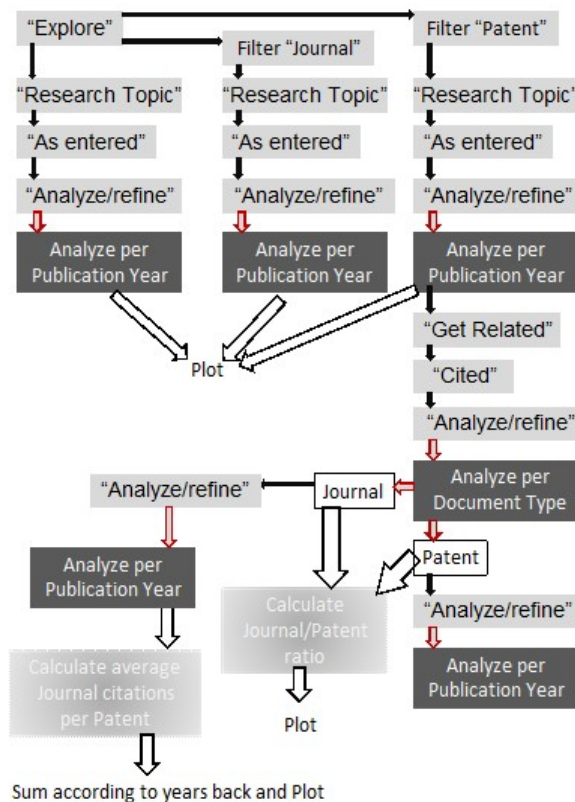 “Explore”
Filter “Journal”
Filter “Patent”
“Research Topic”
“Research Topic”
“Research Topic”
“As entered”
“As entered”
“As entered”
“Analyze/refine”
“Analyze/refine”
“Analyze/refine”
Analyze per
Publication Year
Analyze per
Publication Year
Analyze per
Publication Year
Plot
“Get Related”
“Cited”
“Analyze/refine”
“Analyze/refine”
Journal
Analyze per
Document Type
Analyze per
Publication Year
Patent
Calculate
Journal/Patent
ratio
“Analyze/refine”
Calculate average
Journal citations
per Patent
Analyze per
Publication Year
Plot
Sum according to years back and Plot